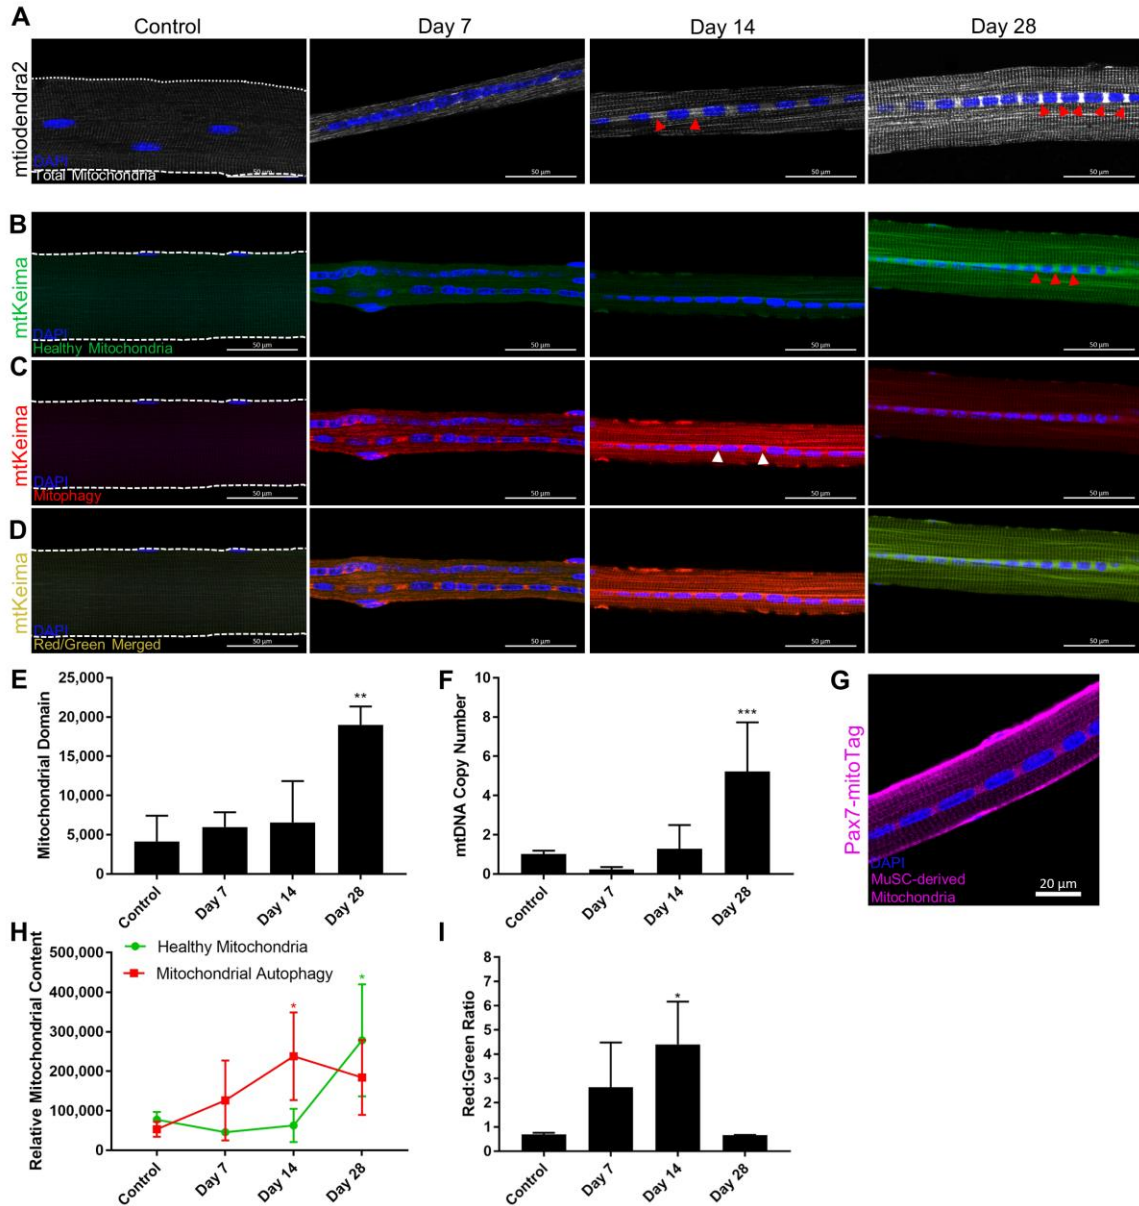 A
Control
Day 7
Day 14
Day 28
mtiodendra2
DAPI
Total Mitochondria
50 µm
50 µm
50 µm
50 µm
B
mtKeima
DAPI
Healthy Mitochondria
50 µm
50 µm
50 µm
50 µm
C
mtKeima
DAPI
Mitophagy
50 µm
50 µm
50 µm
50 µm
D
mtKeima
DAPI
Red/Green Merged
50 µm
50 µm
50 µm
50 µm
E
Mitochondrial Domain
25,000
20,000
15,000
10,000
5,000
0
**
Control
Day 7
Day 14
Day 28
F
mtDNA Copy Number
10
8
6
4
2
0
***
Control
Day 7
Day 14
Day 28
G
Pax7-mitoTag
DAPI
MuSC-derived
Mitochondria
20 µm
H
Relative Mitochondrial Content
500,000
400,000
300,000
200,000
100,000
0
Healthy Mitochondria
Mitochondrial Autophagy
*
*
Control
Day 7
Day 14
Day 28
I
Red:Green Ratio
8
7
6
5
4
3
2
1
0
*
Control
Day 7
Day 14
Day 28